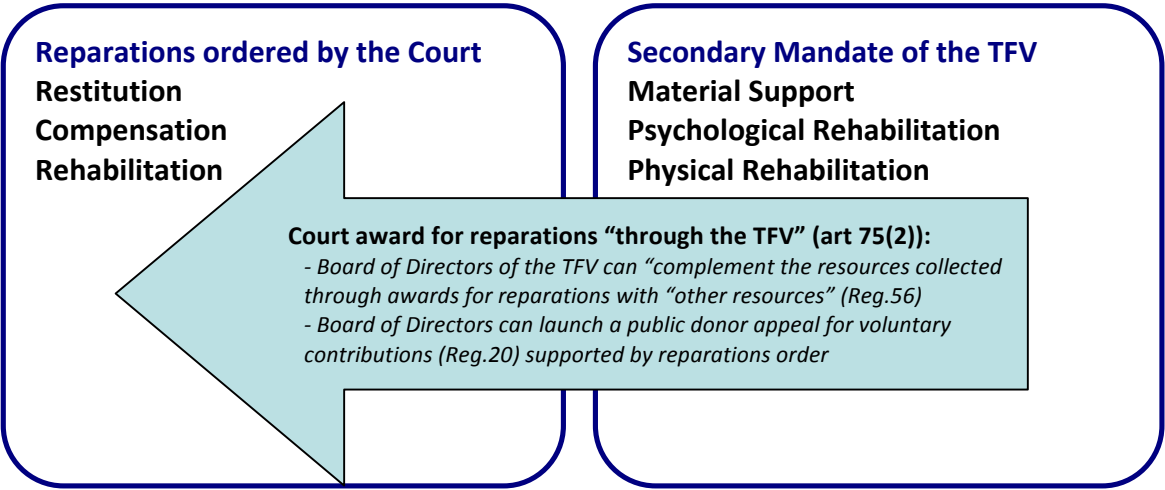 Reparations ordered by the Court
Restitution
Compensation
Rehabilitation
Secondary Mandate of the TFV
Material Support
Psychological Rehabilitation
Physical Rehabilitation
Court award for reparations “through the TFV” (art 75(2)):
- Board of Directors of the TFV can “complement the resources collected
through awards for reparations with “other resources” (Reg.56)
- Board of Directors can launch a public donor appeal for voluntary
contributions (Reg.20) supported by reparations order